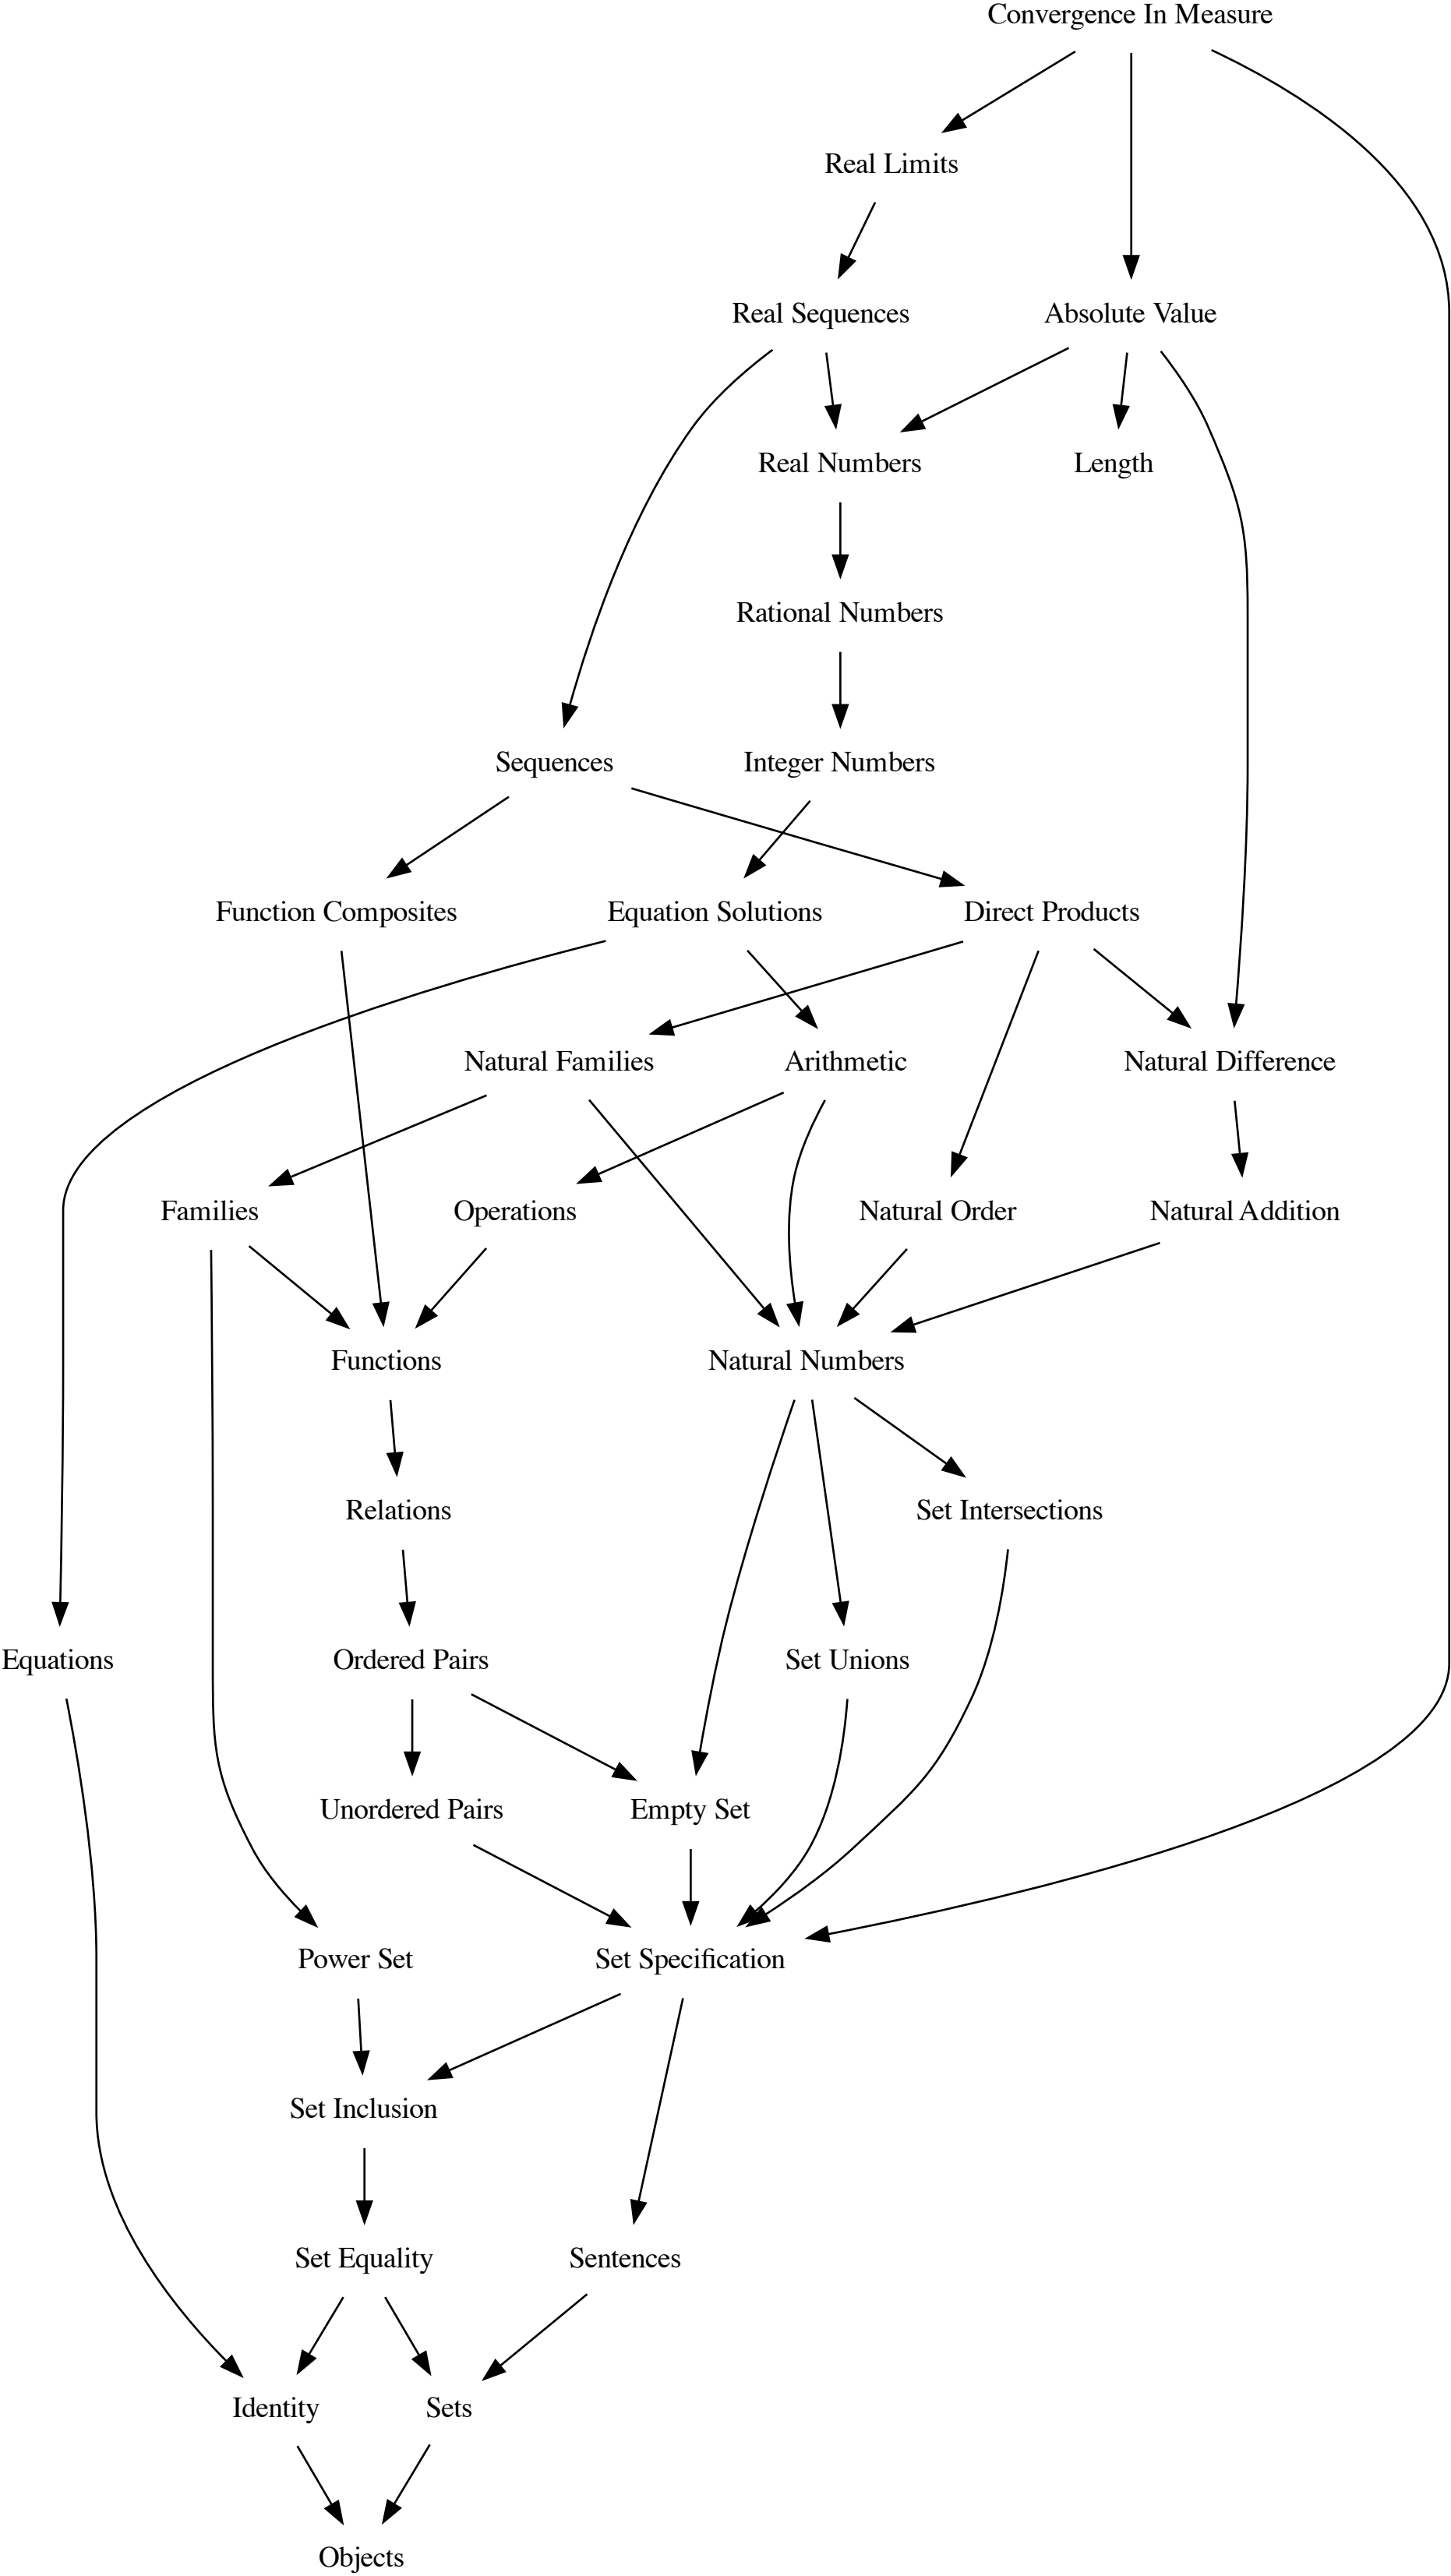 Convergence In Measure
Real Limits
Real Sequences
Absolute Value
Real Numbers
Length
Rational Numbers
Sequences
Integer Numbers
Function Composites
Equation Solutions
Direct Products
Natural Families
Arithmetic
Natural Difference
Families
Operations
Natural Order
Natural Addition
Functions
Natural Numbers
Relations
Set Intersections
Equations
Ordered Pairs
Set Unions
Unordered Pairs
Empty Set
Power Set
Set Specification
Set Inclusion
Set Equality
Sentences
Identity
Sets
Objects